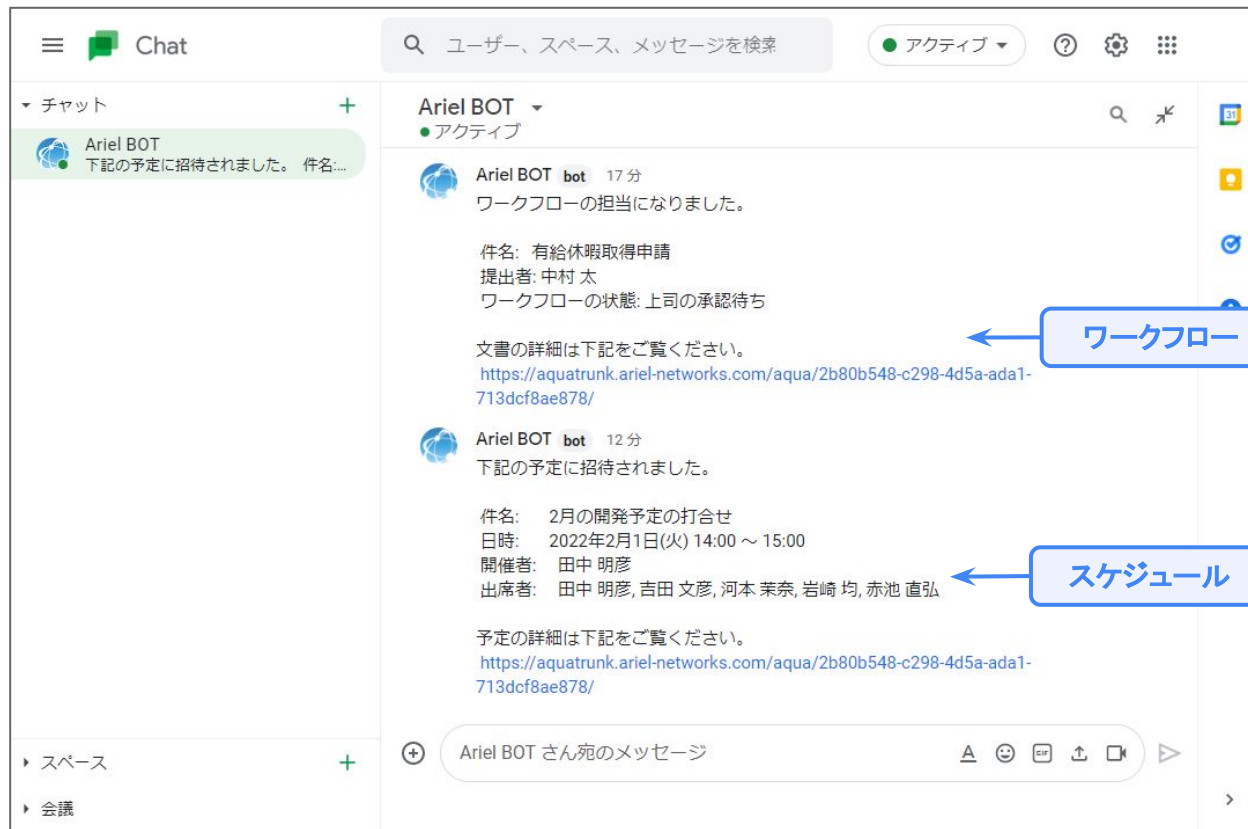 Chat
ユーザー、スペース、メッセージを検索
アクティブ
チャット
Ariel BOT
下記の予定に招待されました。 件名:...
Ariel BOT
アクティブ
31
Ariel BOT bot 17 分
ワークフローの担当になりました。
件名: 有給休暇取得申請
提出者: 中村 太
ワークフローの状態: 上司の承認待ち
文書の詳細は下記をご覧ください。
https://aquatrunk.ariel-networks.com/aqua/2b80b548-c298-4d5a-ada1-
713dcf8ae878/
ワークフロー
Ariel BOT bot 12 分
下記の予定に招待されました。
件名: 2月の開発予定の打合せ
日時: 2022年2月1日(火) 14:00 ～ 15:00
開催者: 田中 明彦
出席者: 田中 明彦, 吉田 文彦, 河本 茉奈, 岩崎 均, 赤池 直弘
スケジュール
予定の詳細は下記をご覧ください。
https://aquatrunk.ariel-networks.com/aqua/2b80b548-c298-4d5a-ada1-
713dcf8ae878/
スペース
会議
Ariel BOT さん宛のメッセージ
GIF